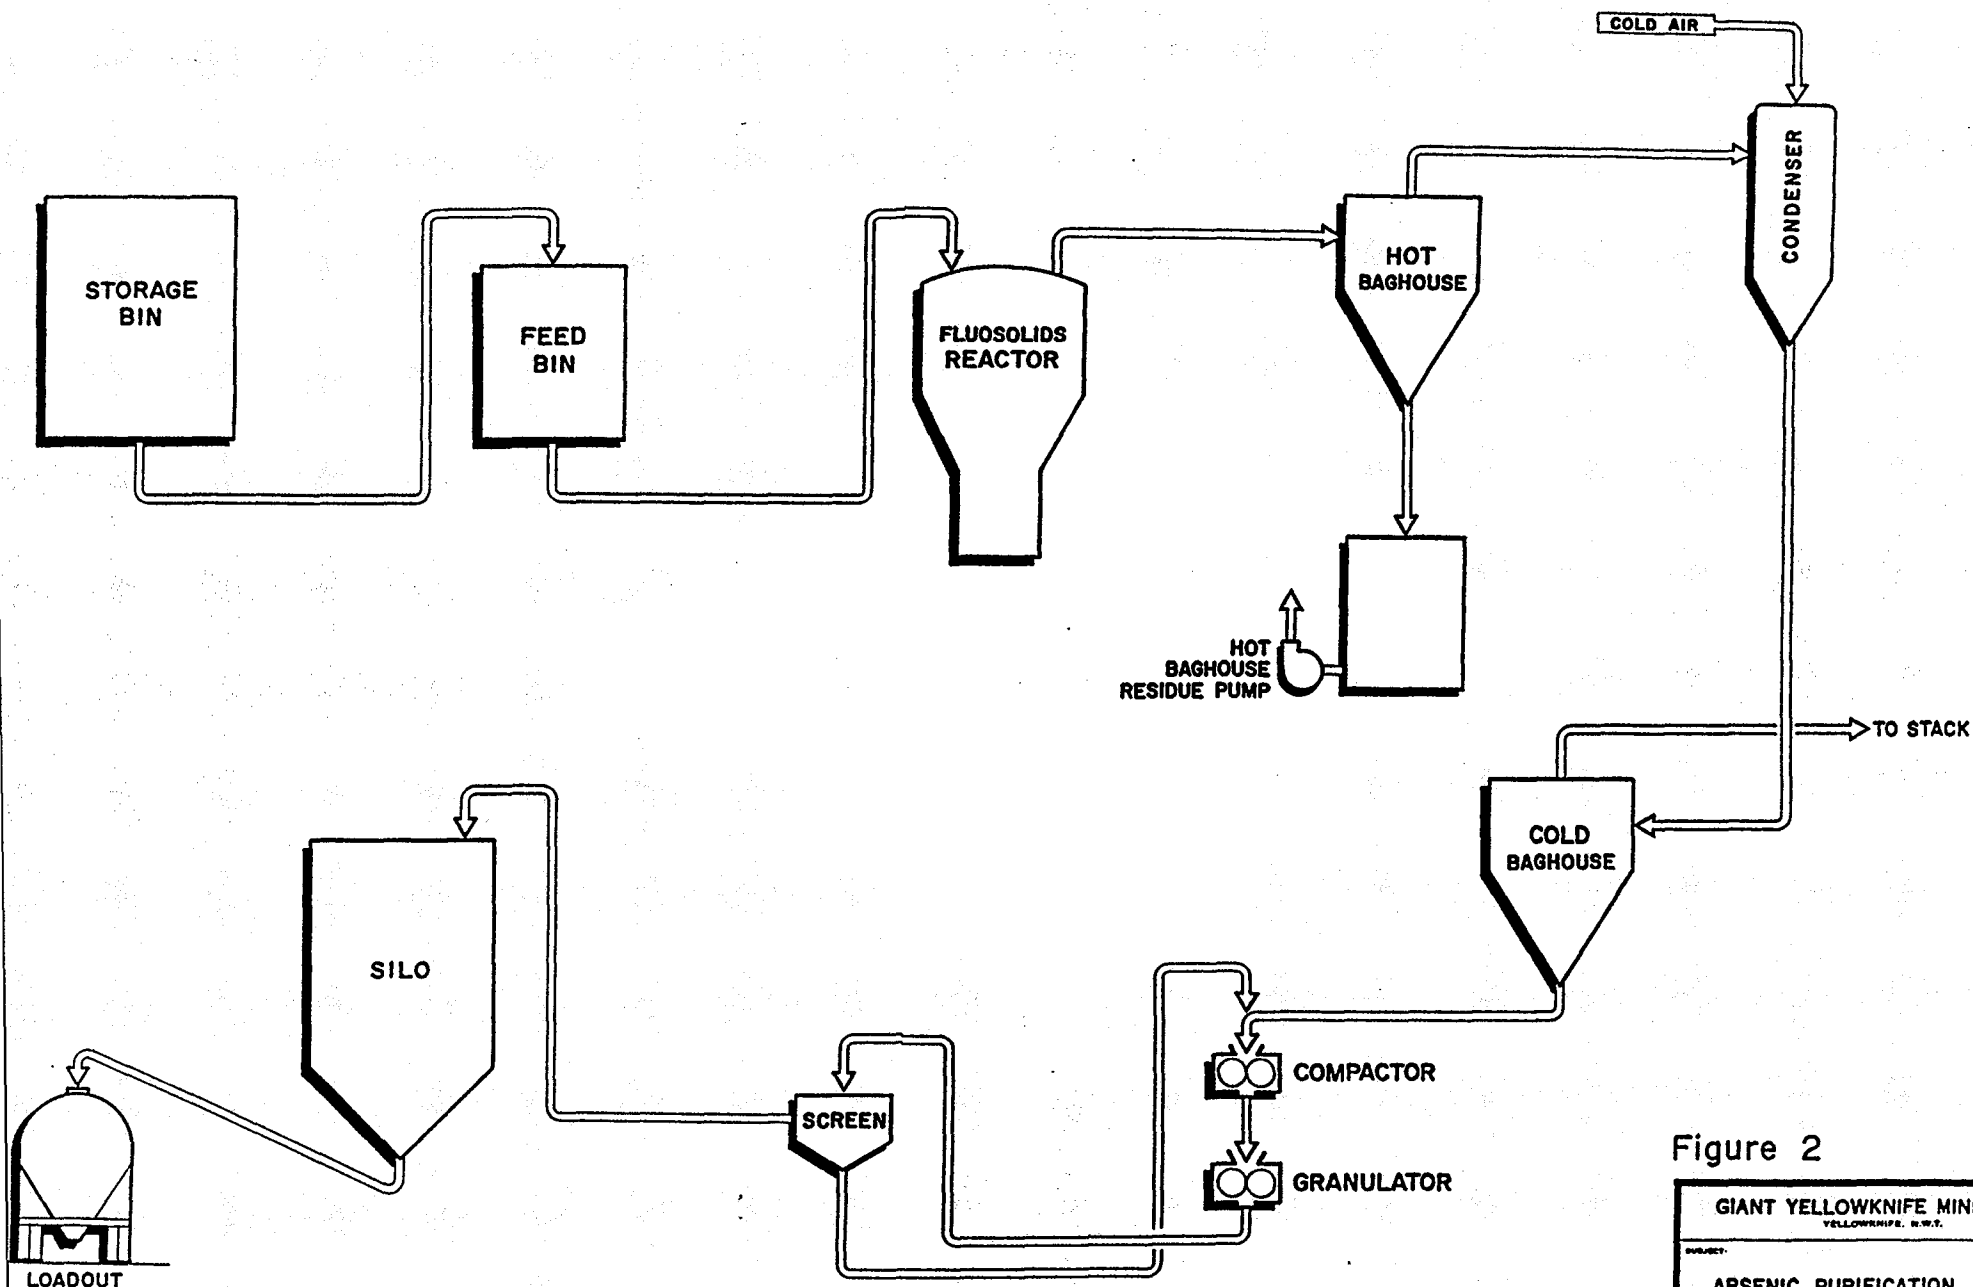 COLD AIR
CONDENSER
STORAGE
BIN
FEED
BIN
FLUOSOLIDS
REACTOR
HOT
BAGHOUSE
HOT
BAGHOUSE
RESIDUE PUMP
TO STACK
COLD
BAGHOUSE
SILO
SCREEN
COMPACTOR
GRANULATOR
LOADOUT
Figure 2
GIANT YELLOWKNIFE MIN
YELLOWKNIFE, N.W.T.
SUBJECT:
ARSENIC PURIFICATION